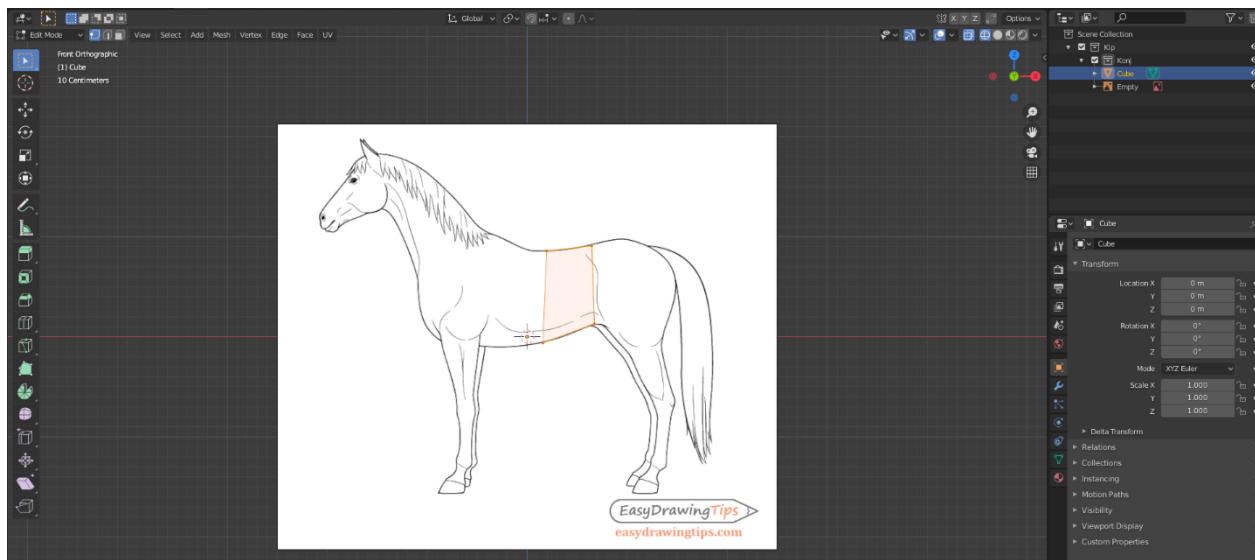 Global
X Y Z
Options
Edit Mode
View Select Add Mesh Vertex Edge Face UV
Front Orthographic
(1) Cube
10 Centimeters
Z
Y
X
EasyDrawingTips
easydrawingtips.com
Scene Collection
Kip
Konj
Cube
Empty
Cube
Cube
Transform
Location X 0 m
Y 0 m
Z 0 m
Rotation X 0°
Y 0°
Z 0°
Mode XYZ Euler
Scale X 1.000
Y 1.000
Z 1.000
Delta Transform
Relations
Collections
Instancing
Motion Paths
Visibility
Viewport Display
Custom Properties